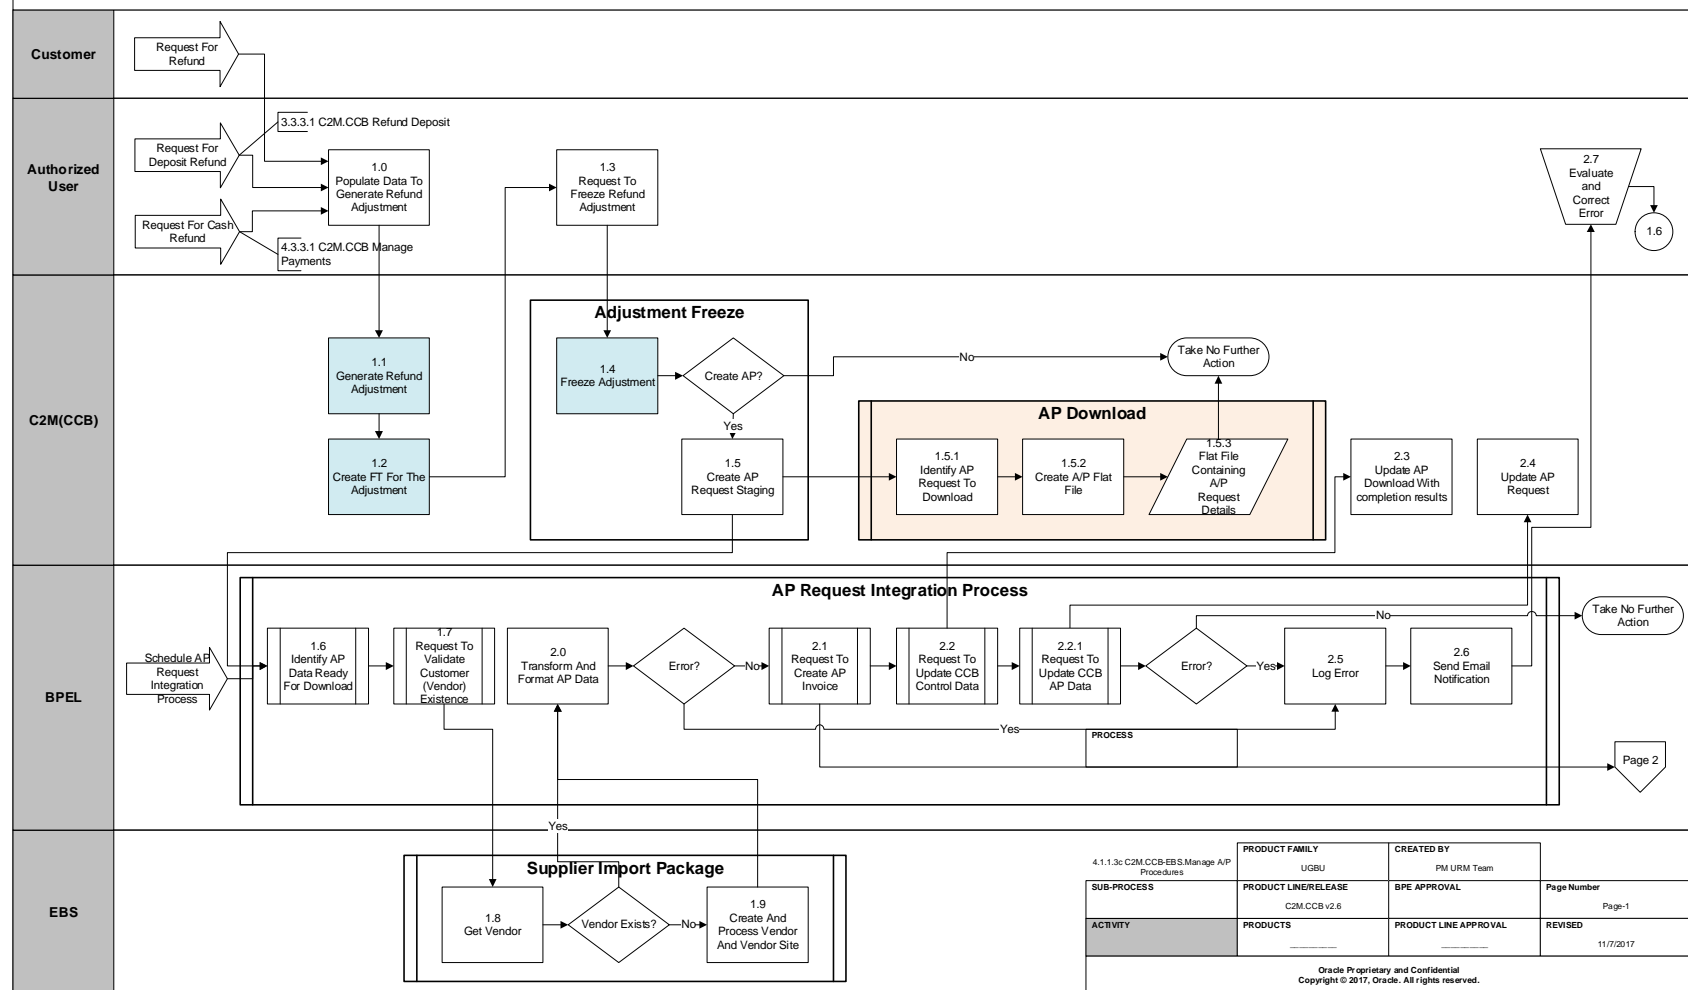 Customer
Request For
Refund
Authorized
User
Request For
Deposit Refund
3.3.3.1 C2M.CCB Refund Deposit
Request For Cash
Refund
4.3.3.1 C2M.CCB Manage
Payments
1.0
Populate Data To
Generate Refund
Adjustment
1.3
Request To
Freeze Refund
Adjustment
2.7
Evaluate
and
Correct
Error
1.6
C2M(CCB)
1.1
Generate Refund
Adjustment
1.2
Create FT For The
Adjustment
Adjustment Freeze
1.4
Freeze Adjustment
Create AP?
No
Yes
Take No Further
Action
1.5
Create AP
Request Staging
AP Download
1.5.1
Identify AP
Request To
Download
1.5.2
Create A/P Flat
File
1.5.3
Flat File
Containing
A/P
Request
Details
2.3
Update AP
Download With
completion results
2.4
Update AP
Request
BPEL
Schedule AP
Request
Integration
Process
AP Request Integration Process
1.6
Identify AP
Data Ready
For Download
1.7
Request To
Validate
Customer
(Vendor)
Existence
2.0
Transform And
Format AP Data
Error?
No
Yes
2.1
Request To
Create AP
Invoice
2.2
Request To
Update CCB
Control Data
2.2.1
Request To
Update CCB
AP Data
Error?
No
Yes
2.5
Log Error
2.6
Send Email
Notification
Take No Further
Action
PROCESS
Page 2
EBS
Yes
Supplier Import Package
1.8
Get Vendor
Vendor Exists?
No
1.9
Create And
Process Vendor
And Vendor Site
4.1.1.3c C2M.CCB-EBS.Manage A/P
Procedures
PRODUCT FAMILY
UGBU
CREATED BY
PM URM Team
SUB-PROCESS
PRODUCT LINE/RELEASE
C2M.CCB v2.6
BPE APPROVAL
Page Number
Page-1
ACTIVITY
PRODUCTS
PRODUCT LINE APPROVAL
REVISED
11/7/2017
Oracle Proprietary and Confidential
Copyright © 2017, Oracle. All rights reserved.